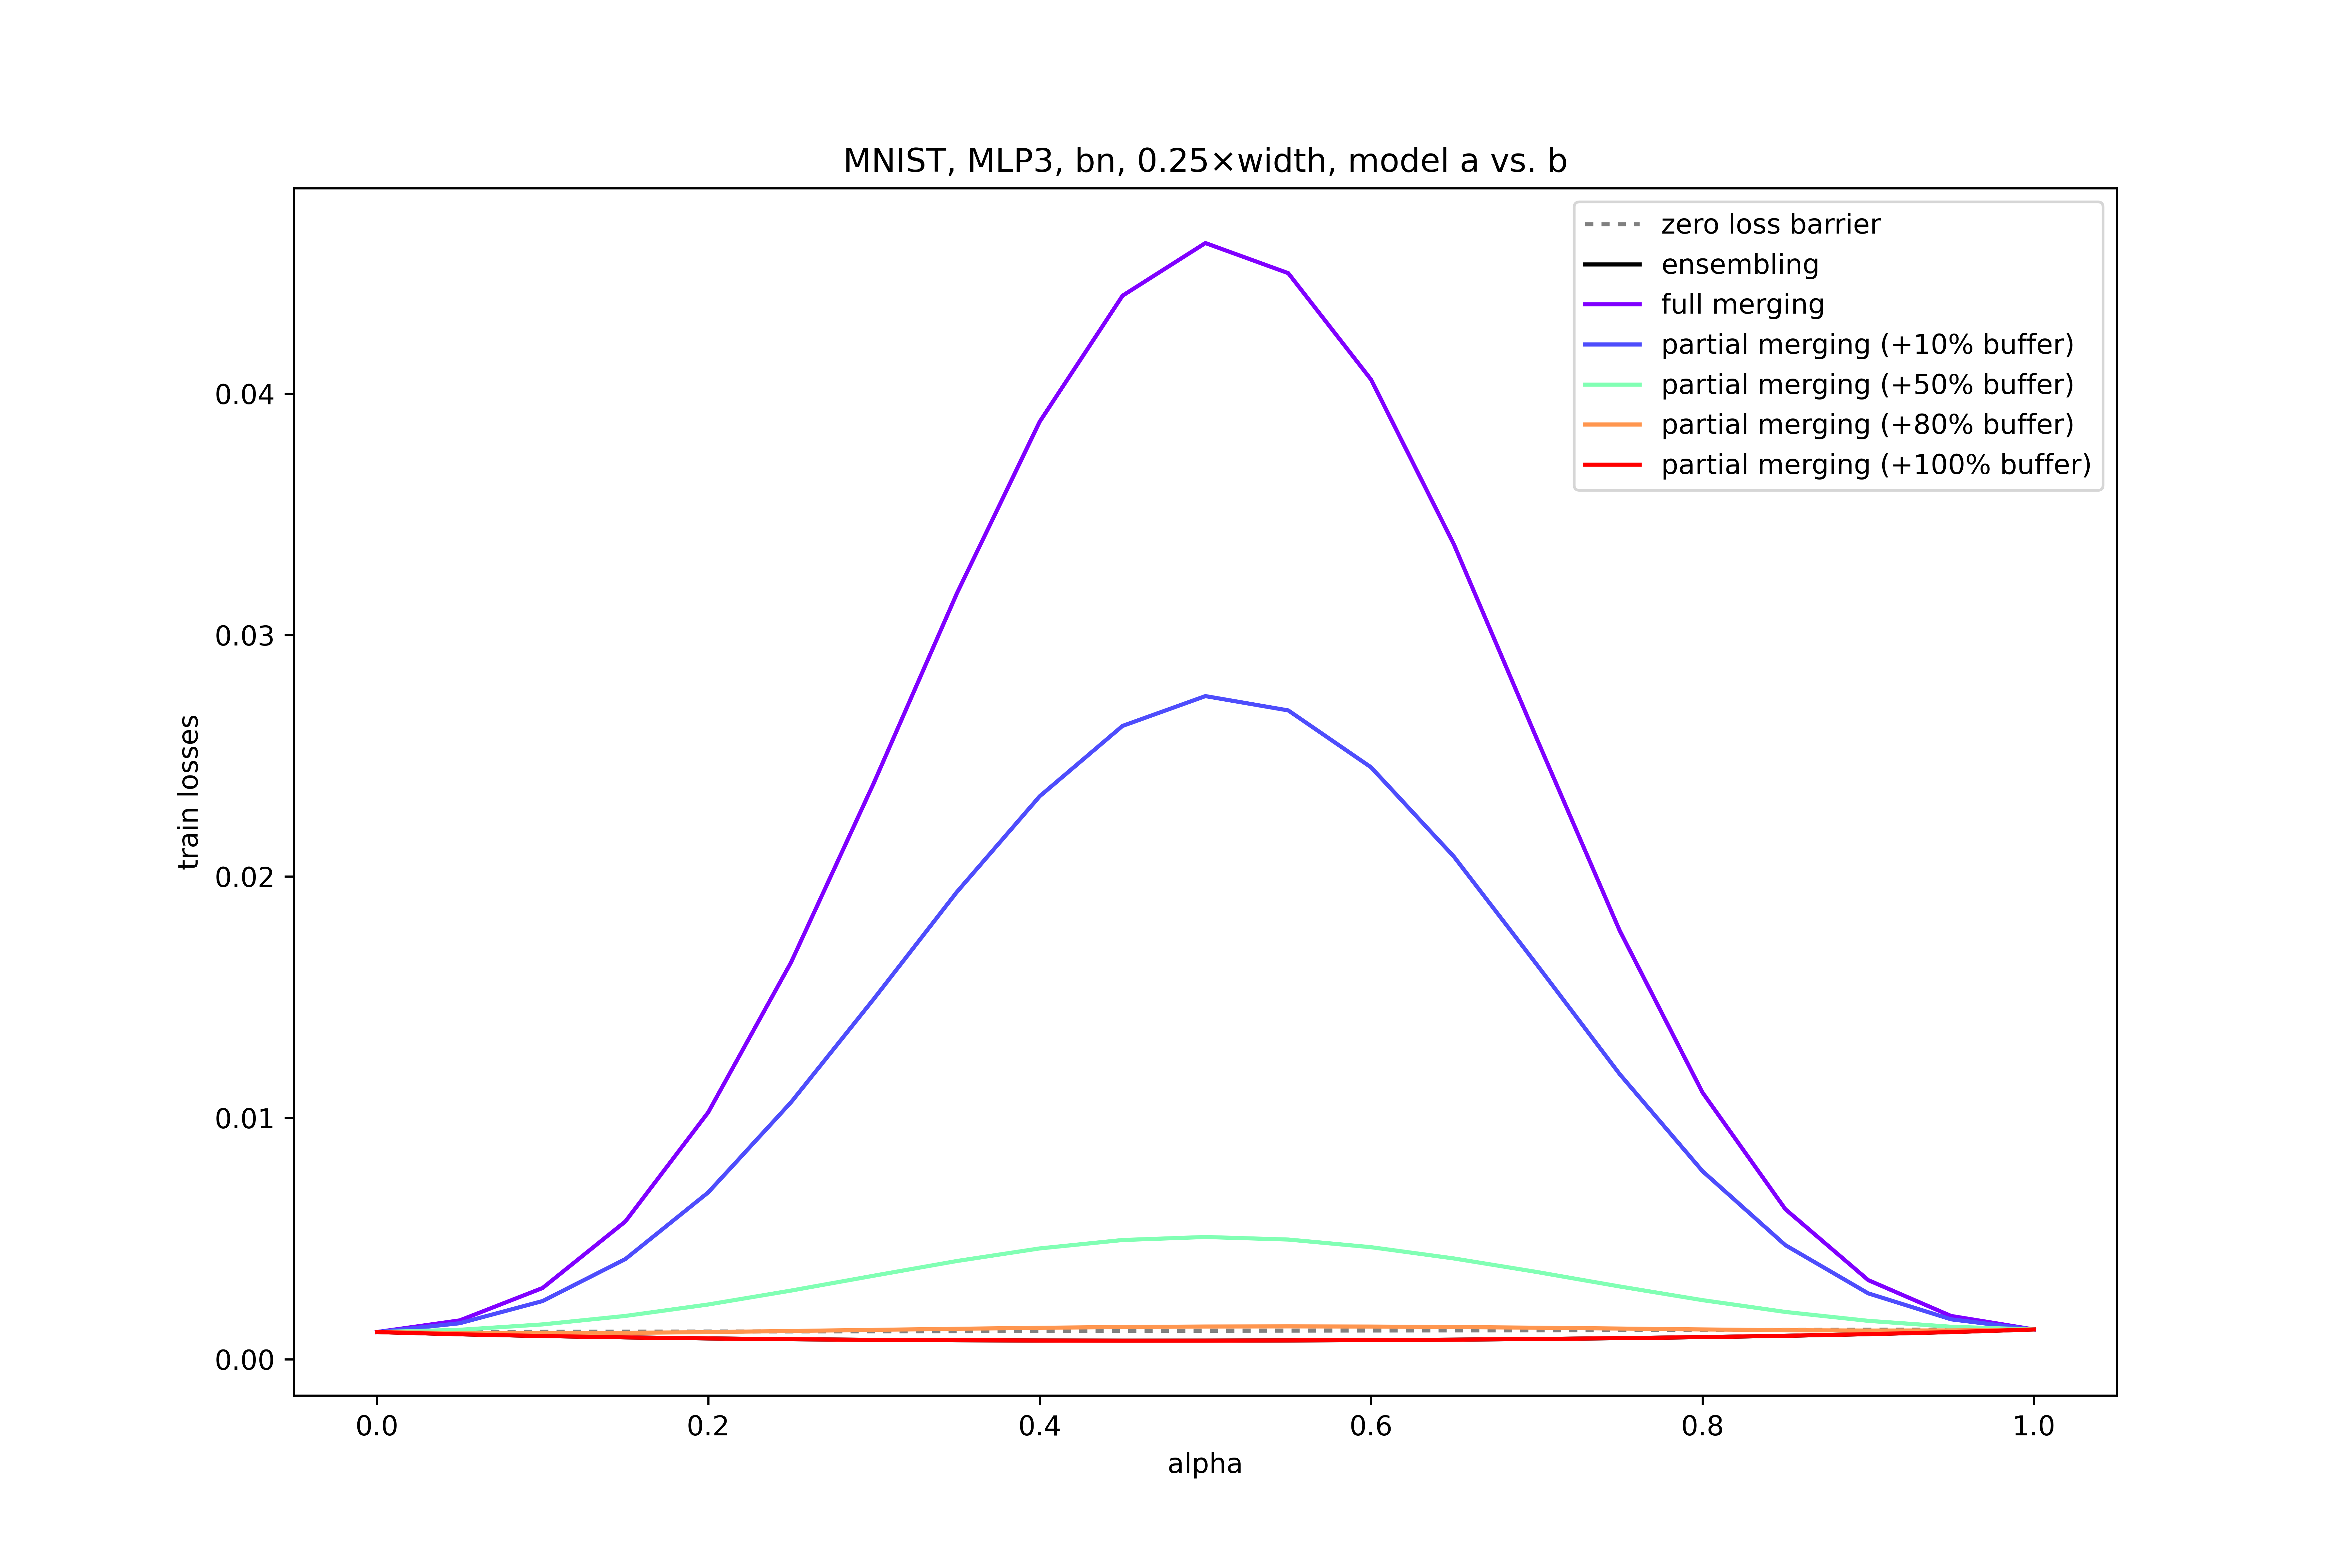 MNIST, MLP3, bn, 0.25×width, model a vs. b
zero loss barrier
ensembling
full merging
partial merging (+10% buffer)
partial merging (+50% buffer)
partial merging (+80% buffer)
partial merging (+100% buffer)
train losses
0.04
0.03
0.02
0.01
0.00
0.0 0.2 0.4 0.6 0.8 1.0
alpha